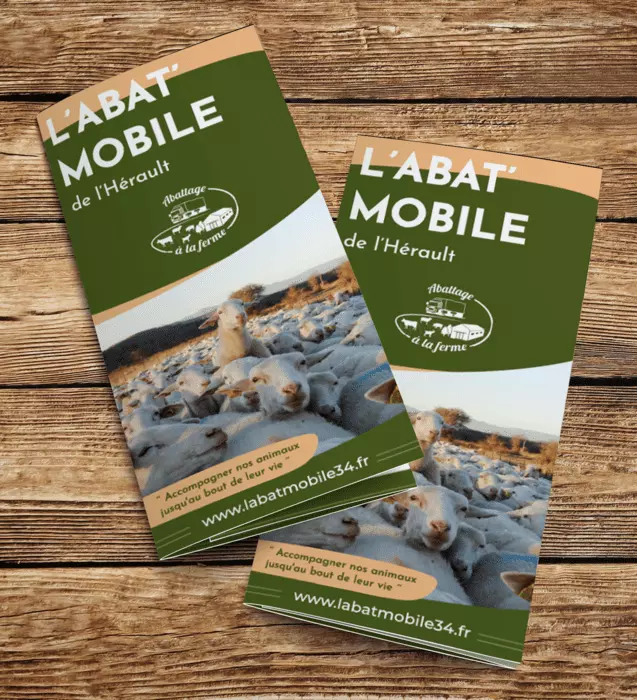 L'ABAT'
MOBILE
de l'Hérault
Abattage
à la ferme
" Accompagner nos animaux
jusqu'au bout de leur vie "
www.labatmobile34.fr
L'ABAT'
MOBILE
de l'Hérault
Abattage
à la ferme
" Accompagner nos animaux
jusqu'au bout de leur vie "
www.labatmobile34.fr